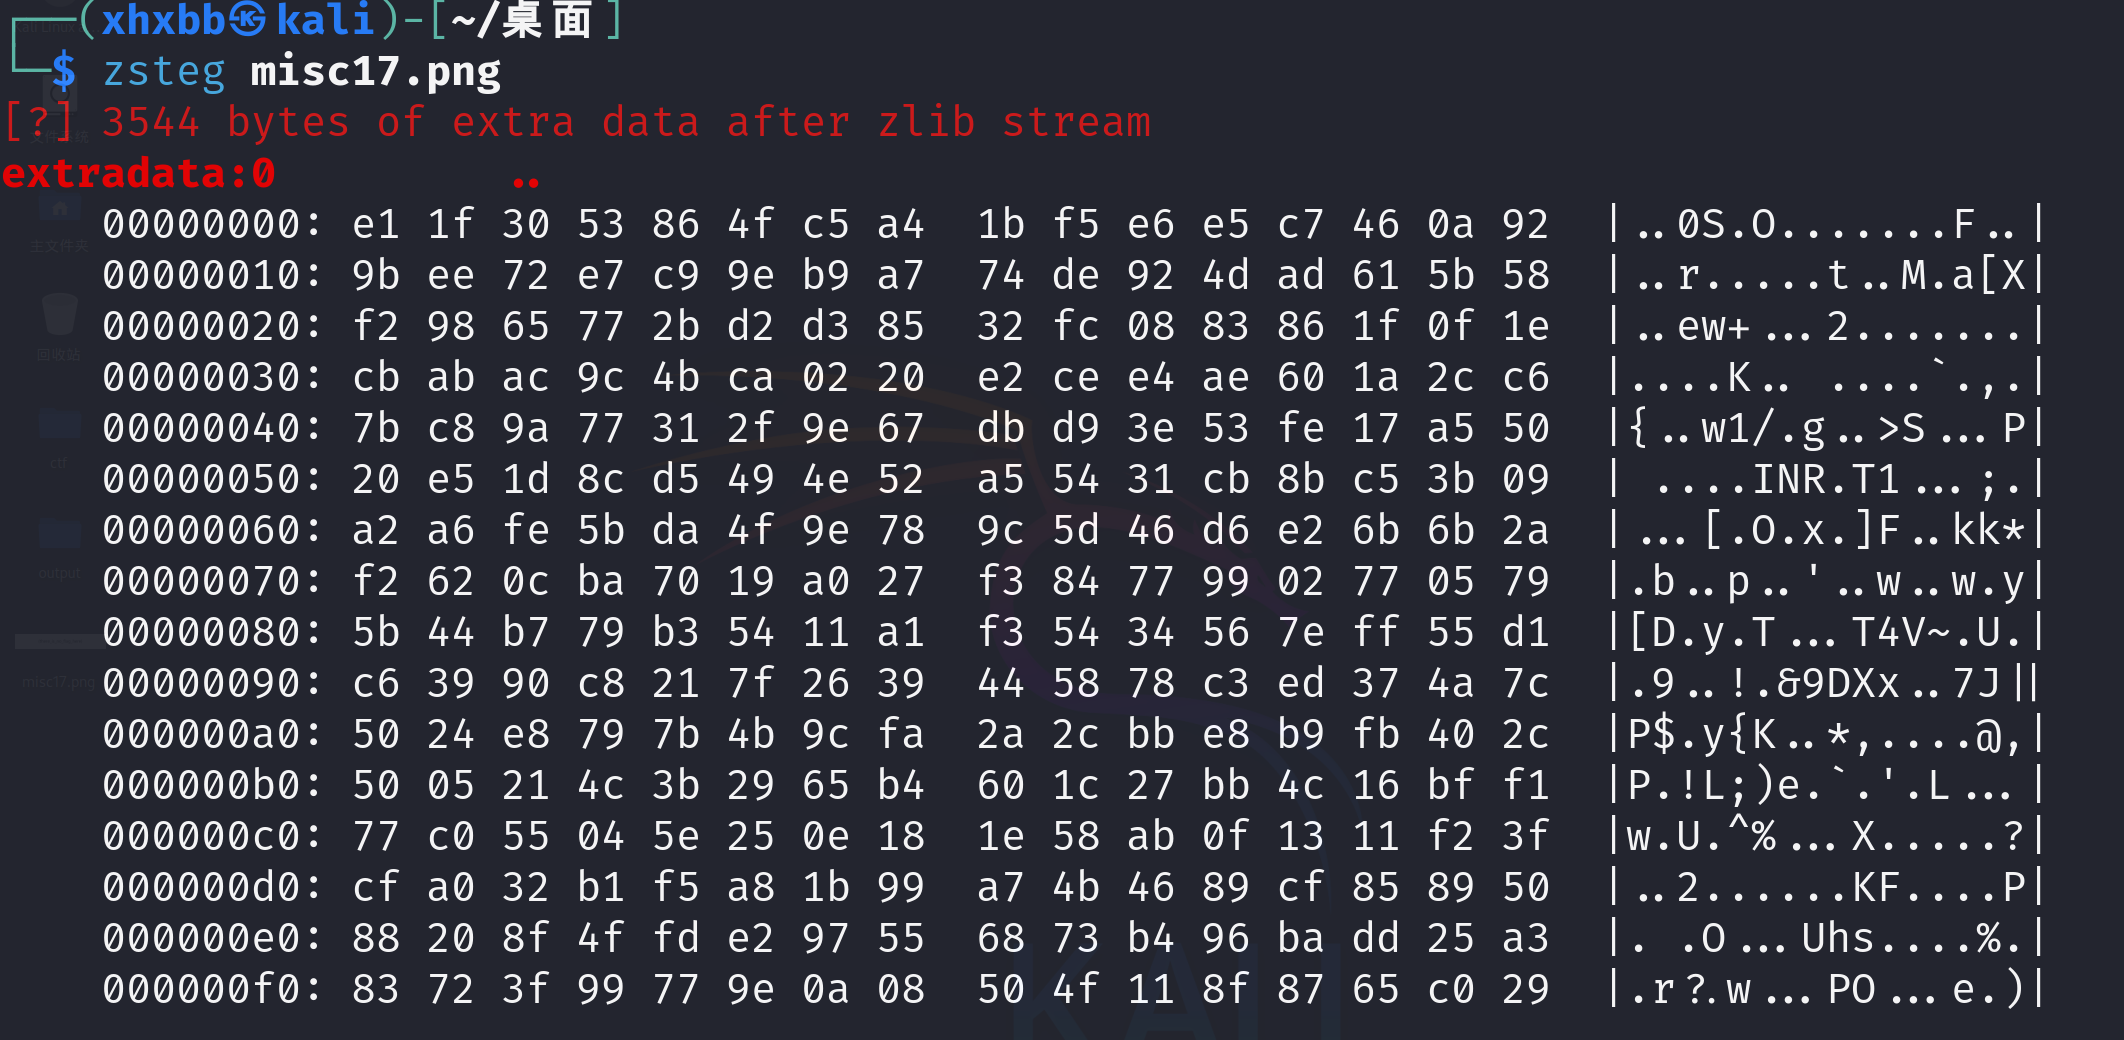 (xhxbb㉿kali)-[~/桌面]
$ zsteg misc17.png
[?] 3544 bytes of extra data after zlib stream
extradata:0         ..
00000000: e1 1f 30 53 86 4f c5 a4  1b f5 e6 e5 c7 46 0a 92  |..0S.O.......F..|
00000010: 9b ee 72 e7 c9 9e b9 a7  74 de 92 4d ad 61 5b 58  |..r.....t..M.a[X|
00000020: f2 98 65 77 2b d2 d3 85  32 fc 08 83 86 1f 0f 1e  |..ew+...2.......|
00000030: cb ab ac 9c 4b ca 02 20  e2 ce e4 ae 60 1a 2c c6  |....K.. ....`.,.|
00000040: 7b c8 9a 77 31 2f 9e 67  db d9 3e 53 fe 17 a5 50  |{..w1/.g..>S...P|
00000050: 20 e5 1d 8c d5 49 4e 52  a5 54 31 cb 8b c5 3b 09  | ....INR.T1...;.|
00000060: a2 a6 fe 5b da 4f 9e 78  9c 5d 46 d6 e2 6b 6b 2a  |...[.O.x.]F..kk*|
00000070: f2 62 0c ba 70 19 a0 27  f3 84 77 99 02 77 05 79  |.b..p..'..w..w.y|
00000080: 5b 44 b7 79 b3 54 11 a1  f3 54 34 56 7e ff 55 d1  |[D.y.T...T4V~.U.|
00000090: c6 39 90 c8 21 7f 26 39  44 58 78 c3 ed 37 4a 7c  |.9..!.&9DXx..7J||
000000a0: 50 24 e8 79 7b 4b 9c fa  2a 2c bb e8 b9 fb 40 2c  |P$.y{K..*,....@,|
000000b0: 50 05 21 4c 3b 29 65 b4  60 1c 27 bb 4c 16 bf f1  |P.!L;)e.`.'.L...|
000000c0: 77 c0 55 04 5e 25 0e 18  1e 58 ab 0f 13 11 f2 3f  |w.U.^%...X.....?|
000000d0: cf a0 32 b1 f5 a8 1b 99  a7 4b 46 89 cf 85 89 50  |..2......KF....P|
000000e0: 88 20 8f 4f fd e2 97 55  68 73 b4 96 ba dd 25 a3  |. .O...Uhs....%.|
000000f0: 83 72 3f 99 77 9e 0a 08  50 4f 11 8f 87 65 c0 29  |.r?.w...PO...e.)|
主文件夹
回收站
ctf
output
misc17.png
KALI